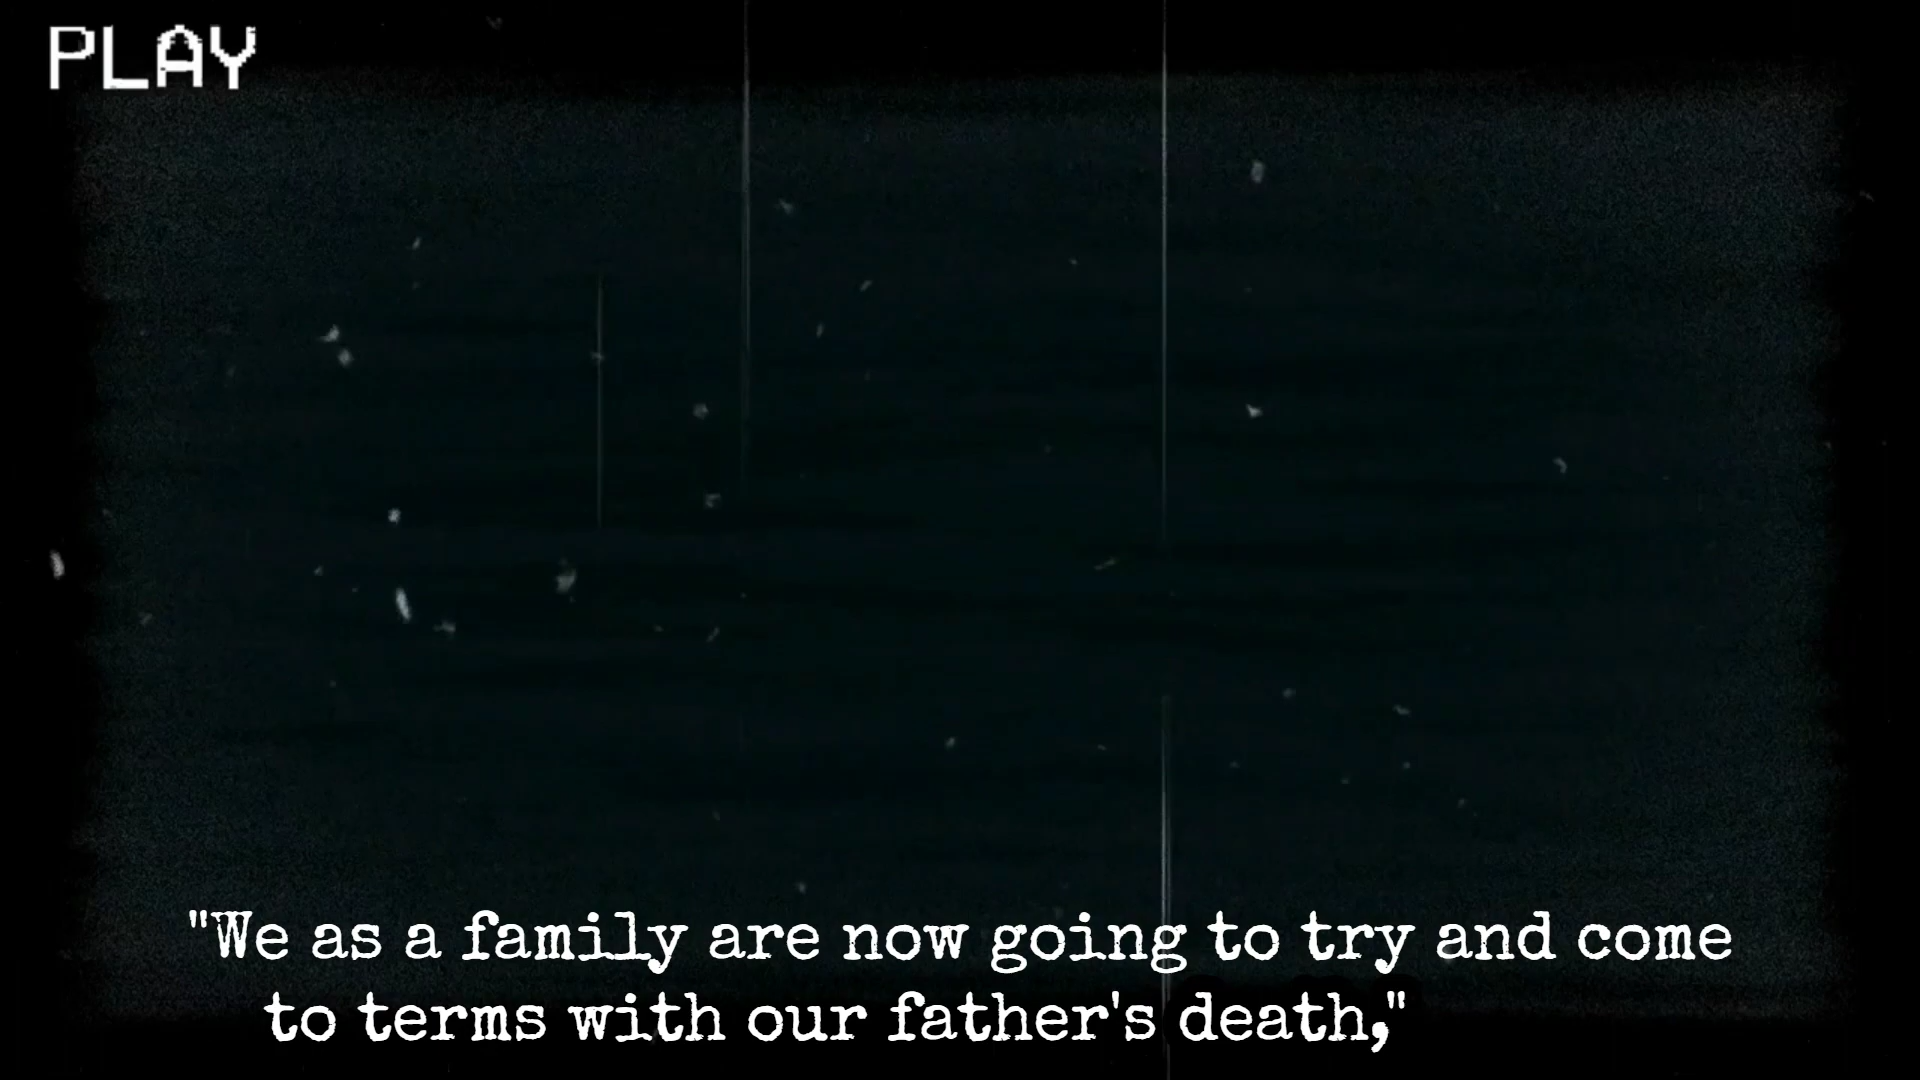 PLAY
"We as a family are now going to try and come
to terms with our father's death,"